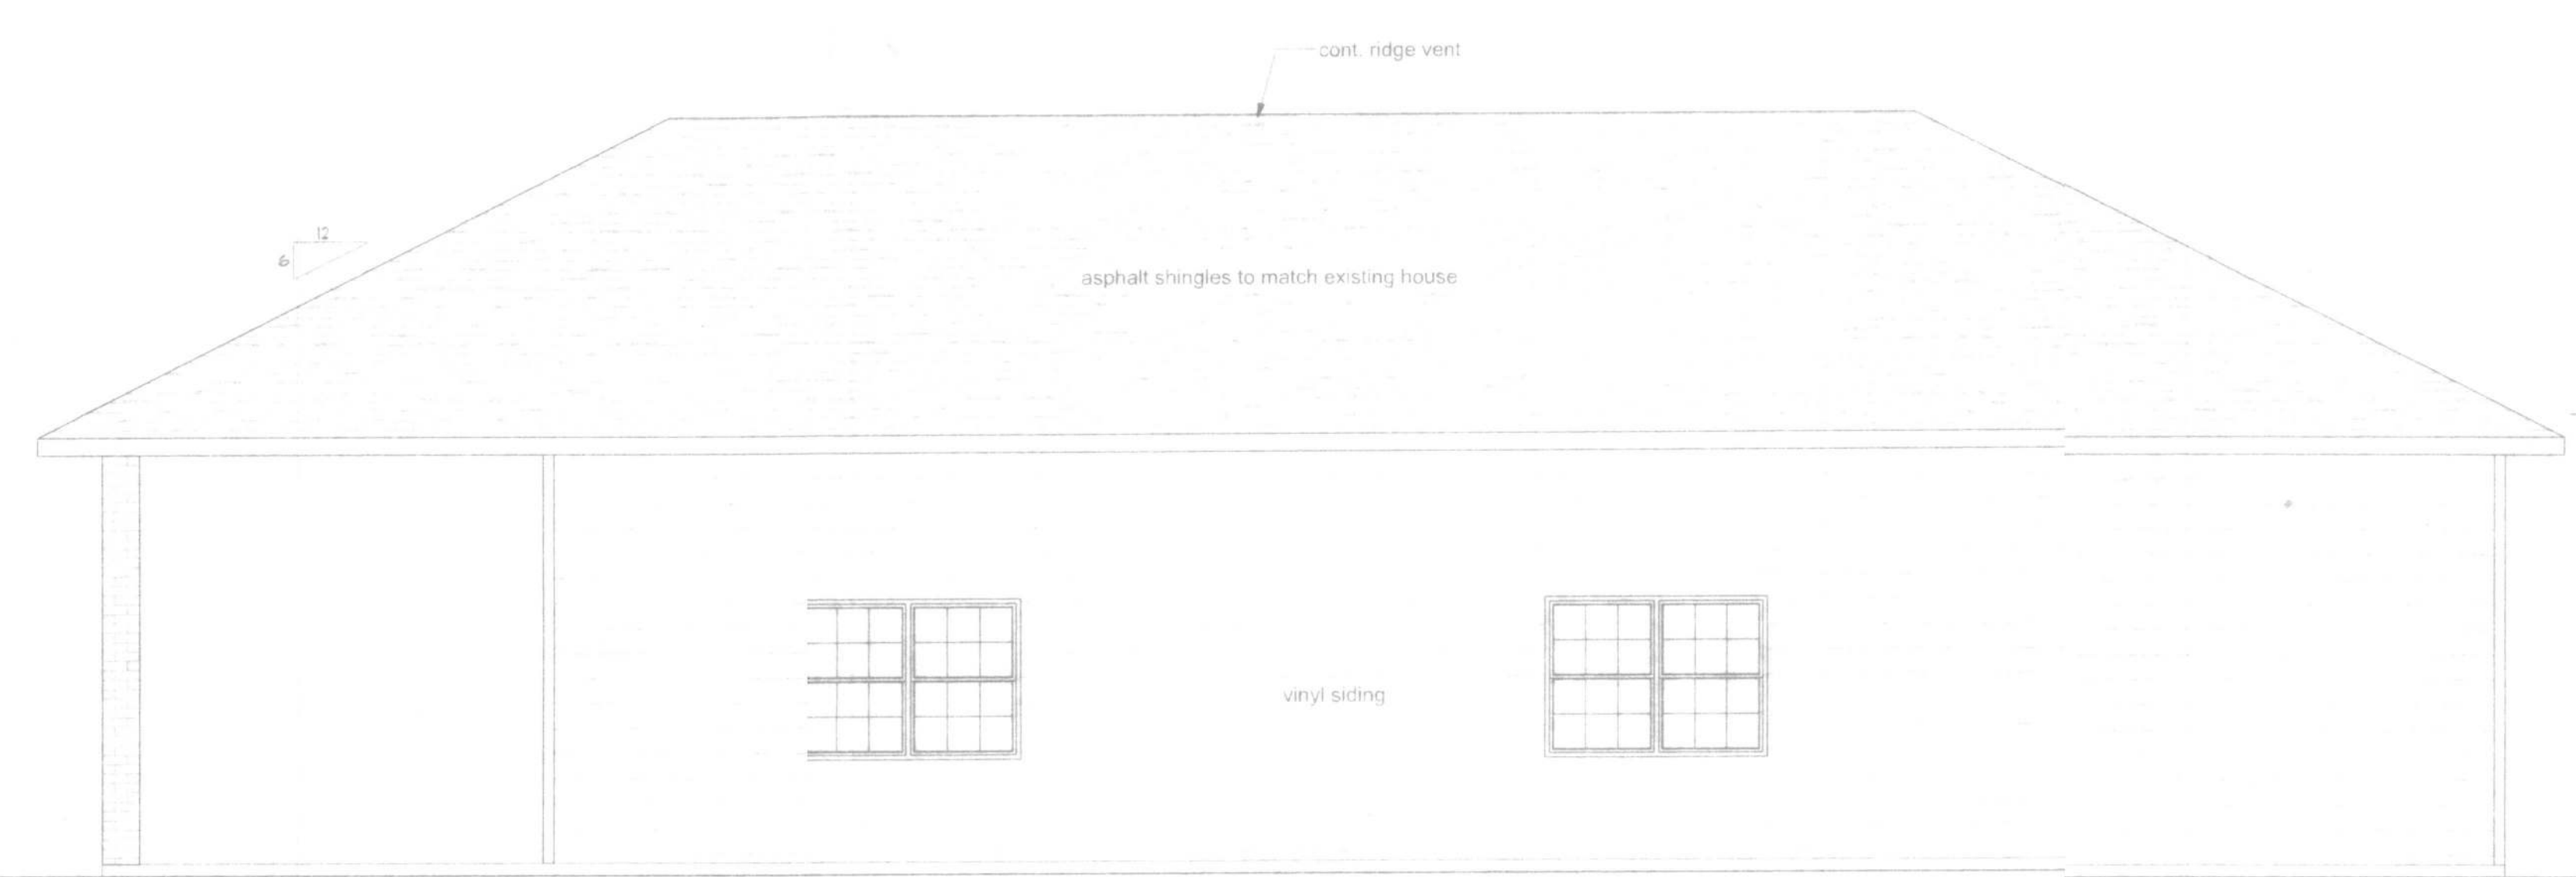 cont. ridge vent
12
6
asphalt shingles to match existing house
vinyl siding